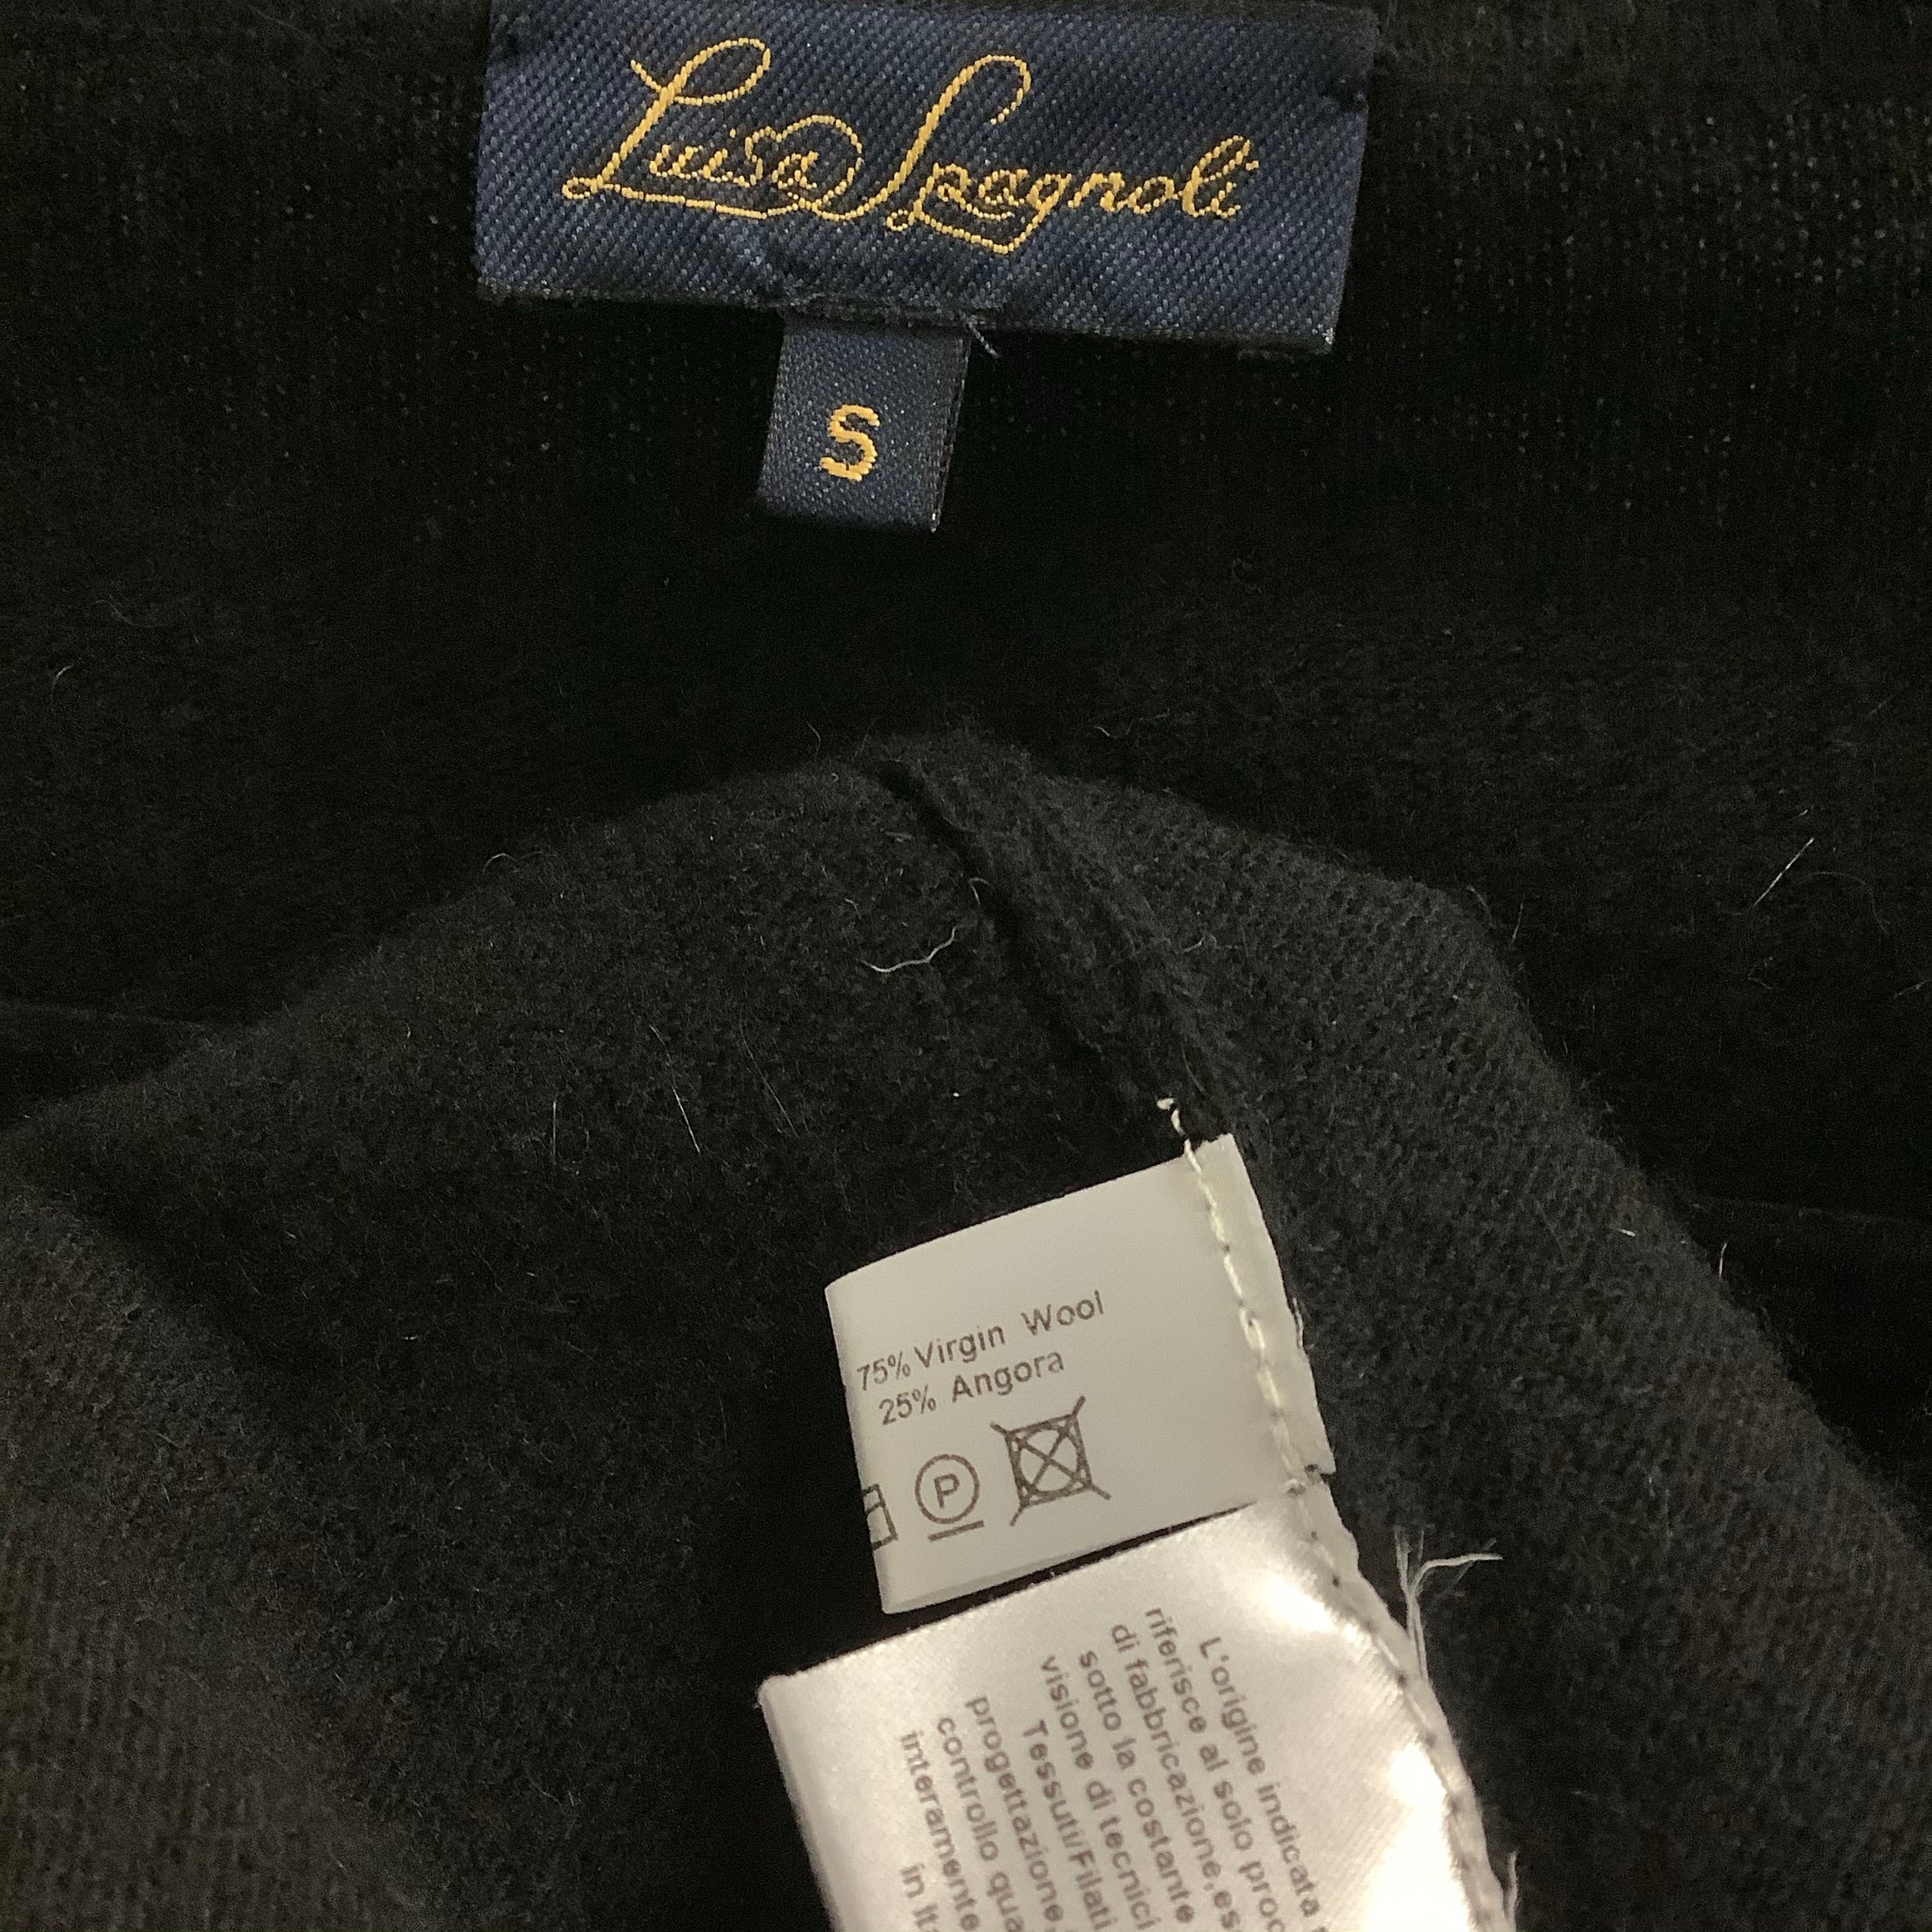 Luisa Spagnoli
S
75% Virgin Wool
25% Angora
P
L'origine indicata
riferisce al solo proc
di fabbricazione, es
sotto la costante
visione di tecnici
Tessuti/Filati
progettazione,
controllo qua
interamente
in Ita